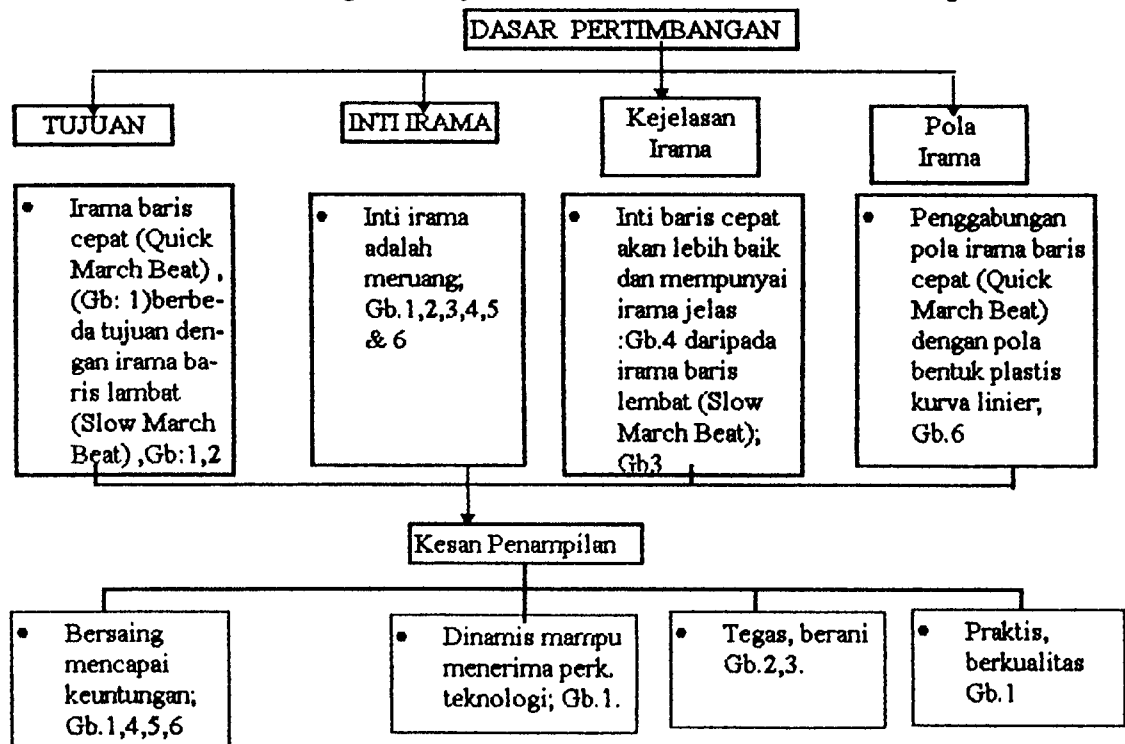 DASAR PERTIMBANGAN
TUJUAN
INTI IRAMA
Kejelasan
Irama
Pola
Irama
• Irama baris
cepat (Quick
March Beat) ,
(Gb: 1)berbe-
da tujuan den-
gan irama ba-
ris lambat
(Slow March
Beat) ,Gb:1,2
• Inti irama
adalah
meruang;
Gb.1,2,3,4,5
& 6
• Inti baris cepat
akan lebih baik
dan mempunyai
irama jelas
:Gb.4 daripada
irama baris
lembat (Slow
March Beat);
Gb3
• Penggabungan
pola irama baris
cepat (Quick
March Beat)
dengan pola
bentuk plastis
kurva linier;
Gb.6
Kesan Penampilan
• Bersaing
mencapai
keuntungan;
Gb.1,4,5,6
• Dinamis mampu
menerima perk.
teknologi; Gb.1.
• Tegas, berani
Gb.2,3.
• Praktis,
berkualitas
Gb.1